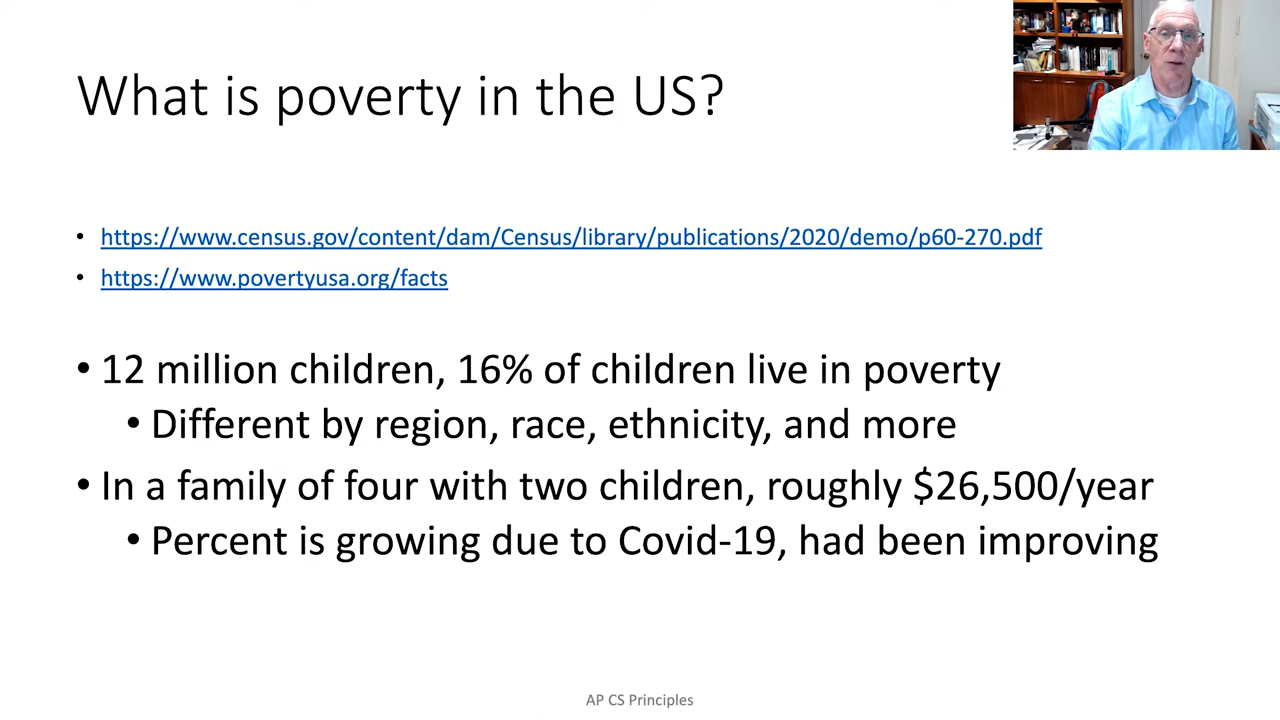 What is poverty in the US?
• https://www.census.gov/content/dam/Census/library/publications/2020/demo/p60-270.pdf
• https://www.povertyusa.org/facts
• 12 million children, 16% of children live in poverty
• Different by region, race, ethnicity, and more
• In a family of four with two children, roughly $26,500/year
• Percent is growing due to Covid-19, had been improving
AP CS Principles